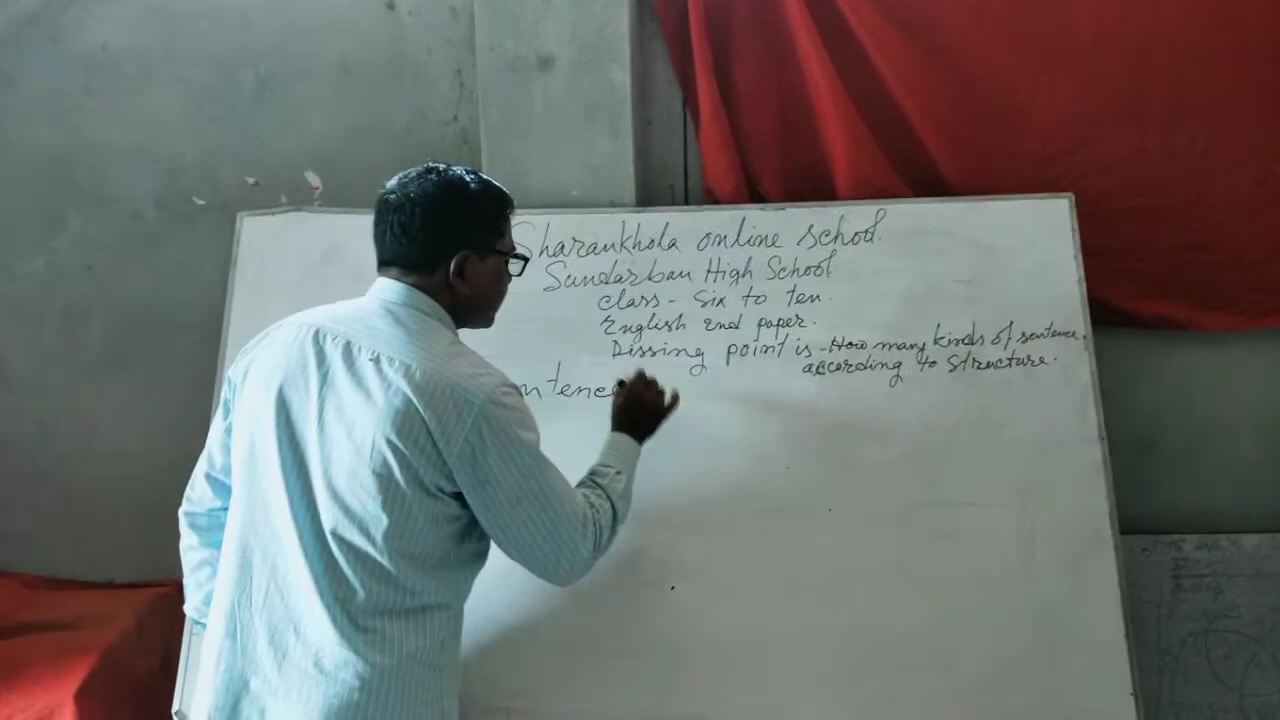 Sharankhola online school.
Sundarban High School
class - Six to ten.
English 2nd paper.
Dissing point is - How many kinds of sentence.
according to Structure.
ntence